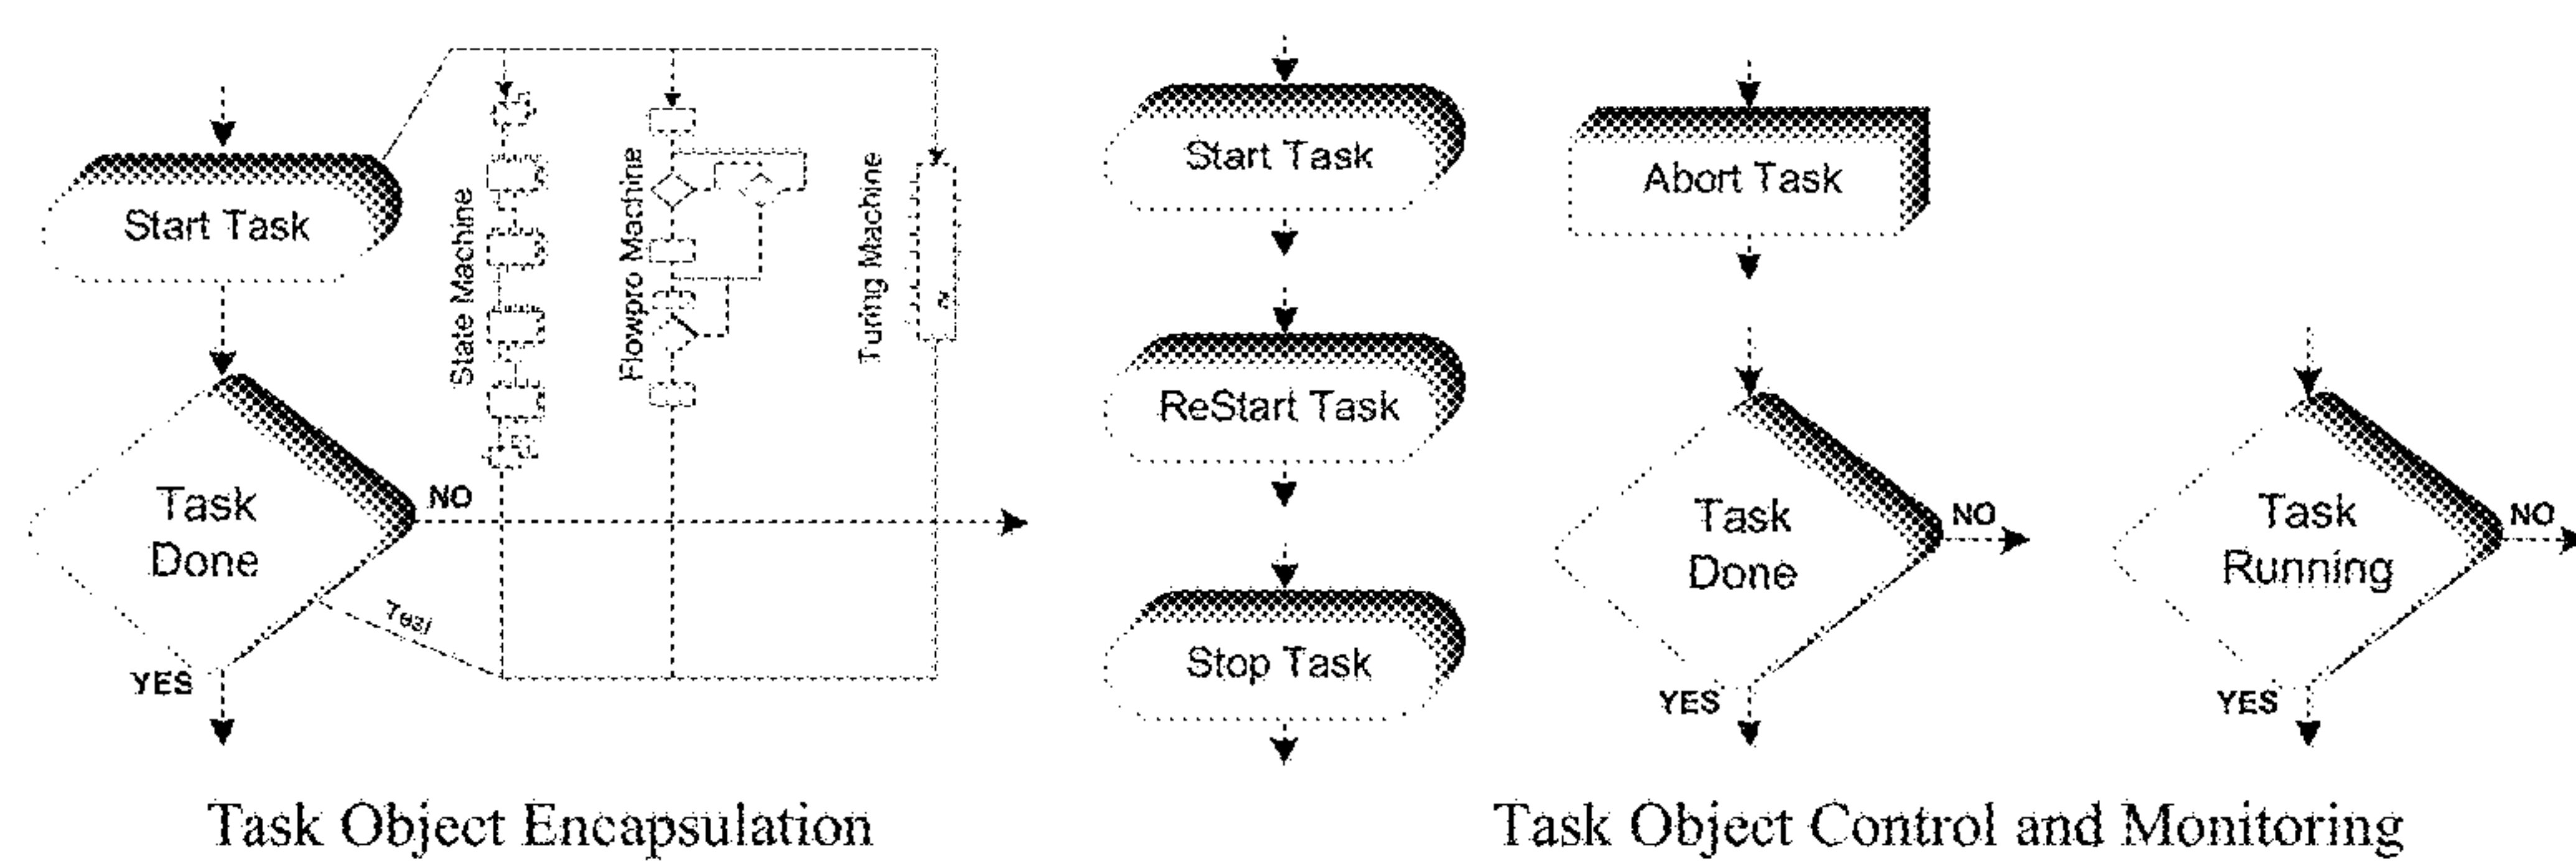 Start Task
Task
Done
NO
YES
Test
State Machine
Flowpro Machine
Turing Machine
Task Object Encapsulation
Start Task
ReStart Task
Stop Task
Abort Task
Task
Done
NO
YES
Task
Running
NO
YES
Task Object Control and Monitoring